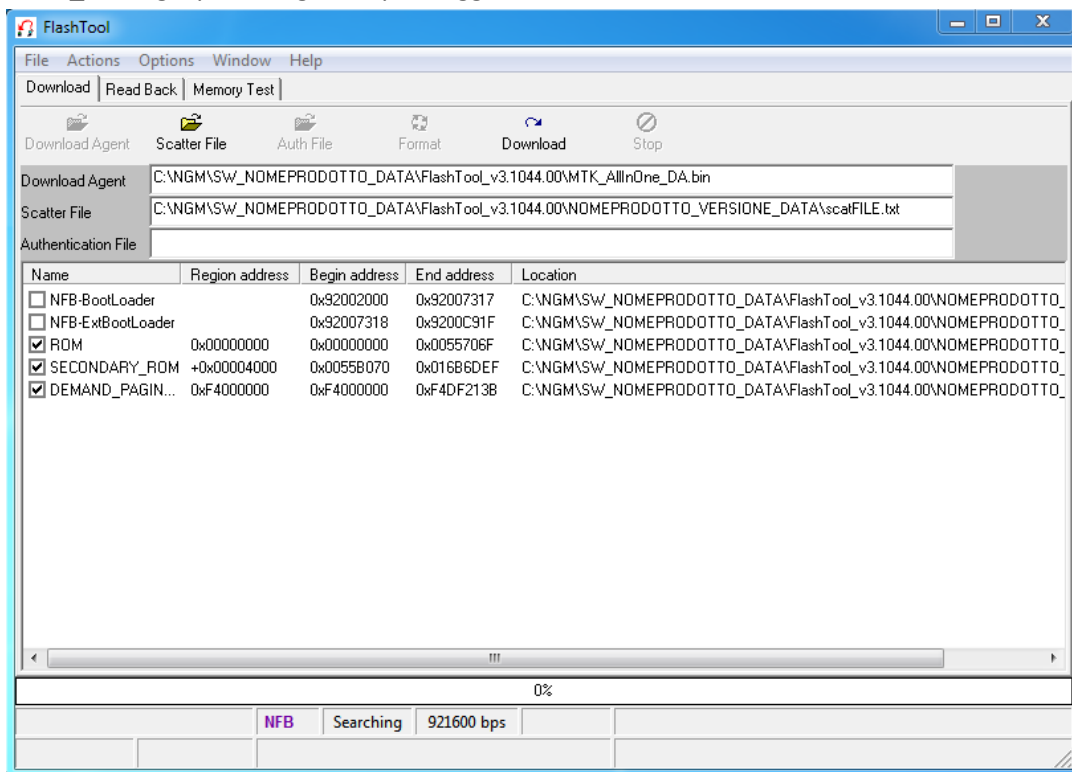 FlashTool
File Actions Options Window Help
Download Read Back Memory Test
Download Agent Scatter File Auth File Format Download Stop
Download Agent C:\NGM\SW_NOMEPRODOTTO_DATA\FlashTool_v3.1044.00\MTK_AllInOne_DA.bin
Scatter File C:\NGM\SW_NOMEPRODOTTO_DATA\FlashTool_v3.1044.00\NOMEPRODOTTO_VERSIONE_DATA\scatFILE.txt
Authentication File
Name Region address Begin address End address Location
NFB-BootLoader 0x92002000 0x92007317 C:\NGM\SW_NOMEPRODOTTO_DATA\FlashTool_v3.1044.00\NOMEPRODOTTO_
NFB-ExtBootLoader 0x92007318 0x9200C91F C:\NGM\SW_NOMEPRODOTTO_DATA\FlashTool_v3.1044.00\NOMEPRODOTTO_
ROM 0x00000000 0x00000000 0x0055706F C:\NGM\SW_NOMEPRODOTTO_DATA\FlashTool_v3.1044.00\NOMEPRODOTTO_
SECONDARY_ROM +0x00004000 0x0055B070 0x016B6DEF C:\NGM\SW_NOMEPRODOTTO_DATA\FlashTool_v3.1044.00\NOMEPRODOTTO_
DEMAND_PAGIN... 0xF4000000 0xF4000000 0xF4DF213B C:\NGM\SW_NOMEPRODOTTO_DATA\FlashTool_v3.1044.00\NOMEPRODOTTO_
0%
NFB Searching 921600 bps